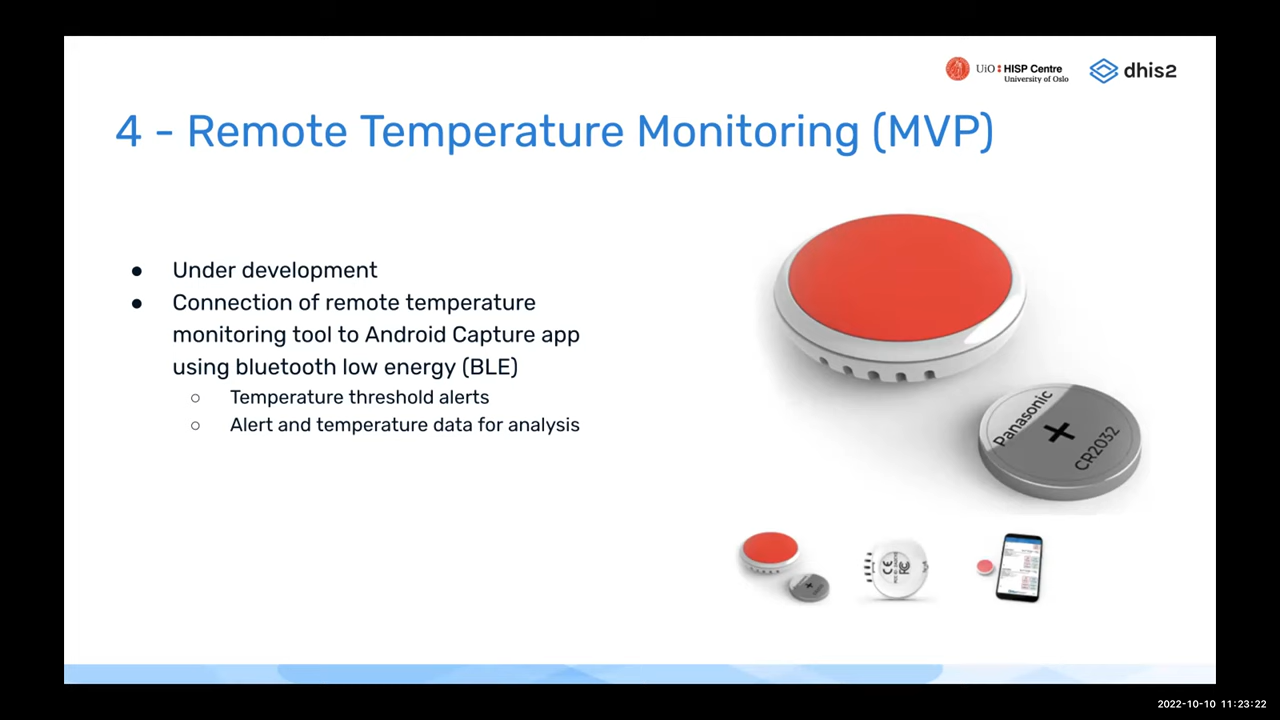 UiO HISP Centre
University of Oslo
dhis2
4 - Remote Temperature Monitoring (MVP)
● Under development
● Connection of remote temperature
monitoring tool to Android Capture app
using bluetooth low energy (BLE)
○ Temperature threshold alerts
○ Alert and temperature data for analysis
Panasonic
+
CR2032
CE
FC
2022-10-10 11:23:22